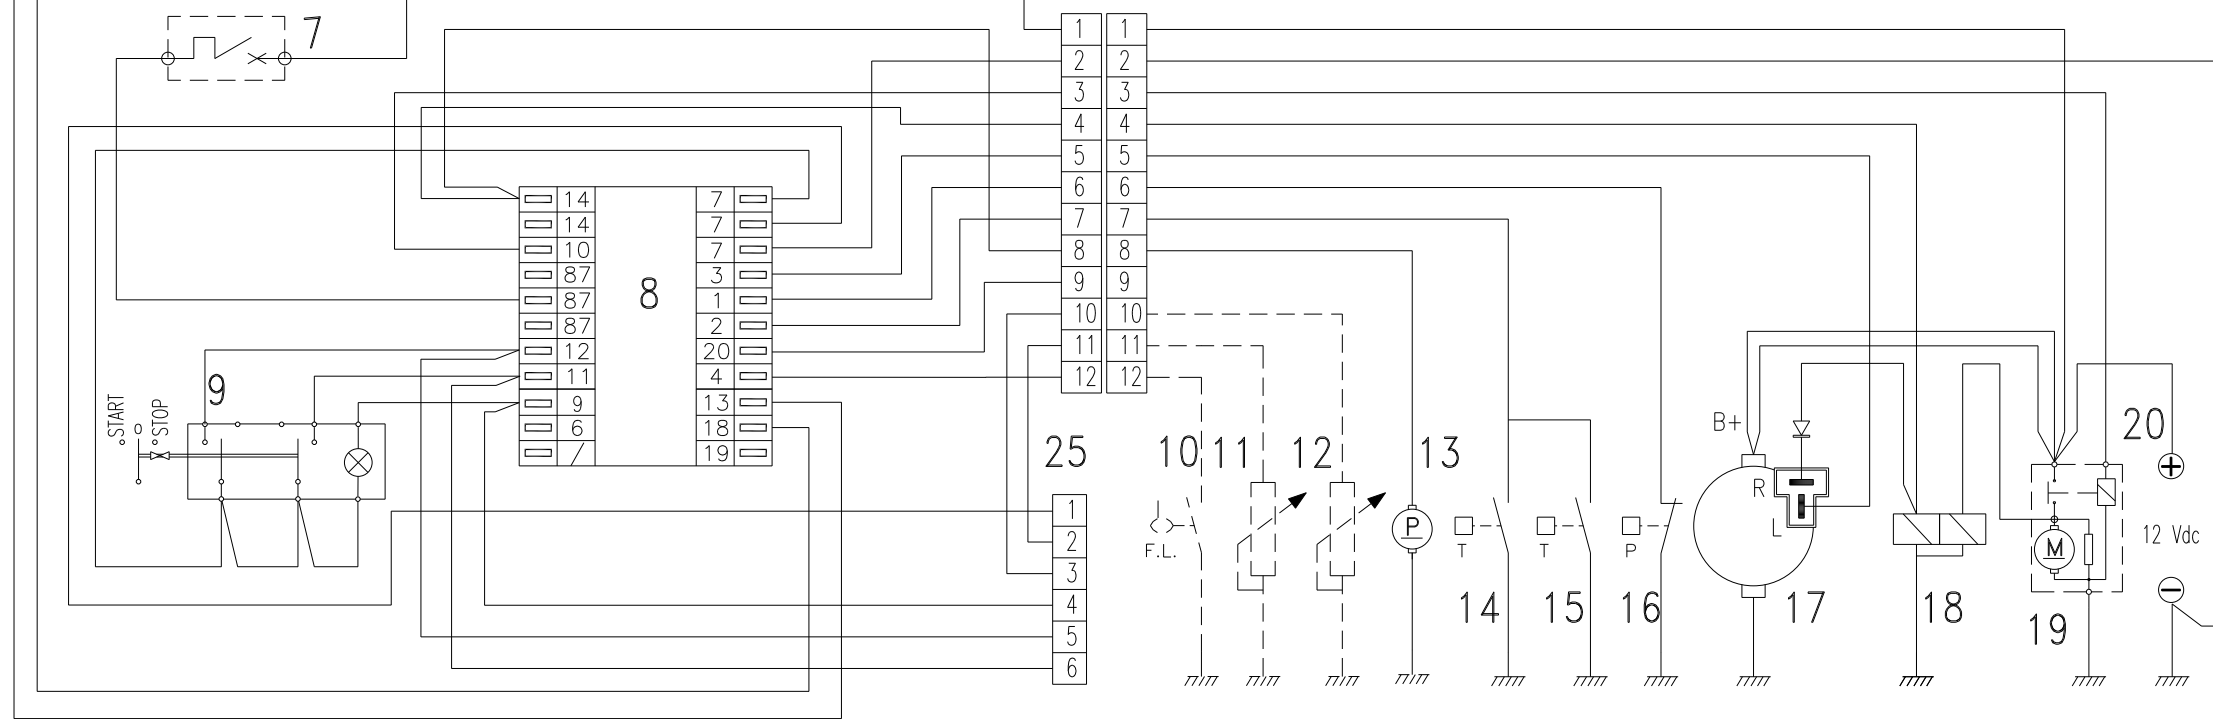 7
1 1
2 2
3 3
4 4
5 5
6 6
7 7
8 8
9 9
10 10
11 11
12 12
14 7
14 7
10 7
87 3
87 8 1
87 2
12 20
11 4
9 13
6 18
/ 19
9
START 0 STOP
25
1
2
3
4
5
6
10 11 12 13
F.L.
P
T
T
P
14 15 16 17 18 19
B+
R
L
M
20
+
12 Vdc
−